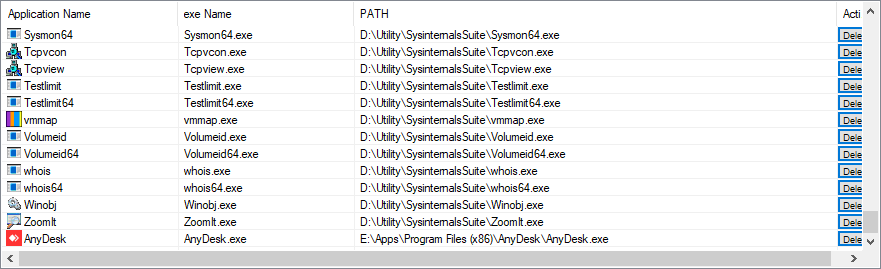 Application Name exe Name PATH Acti
Sysmon64 Sysmon64.exe D:\Utility\SysinternalsSuite\Sysmon64.exe Dele
Tcpvcon Tcpvcon.exe D:\Utility\SysinternalsSuite\Tcpvcon.exe Dele
Tcpview Tcpview.exe D:\Utility\SysinternalsSuite\Tcpview.exe Dele
Testlimit Testlimit.exe D:\Utility\SysinternalsSuite\Testlimit.exe Dele
Testlimit64 Testlimit64.exe D:\Utility\SysinternalsSuite\Testlimit64.exe Dele
vmmap vmmap.exe D:\Utility\SysinternalsSuite\vmmap.exe Dele
Volumeid Volumeid.exe D:\Utility\SysinternalsSuite\Volumeid.exe Dele
Volumeid64 Volumeid64.exe D:\Utility\SysinternalsSuite\Volumeid64.exe Dele
whois whois.exe D:\Utility\SysinternalsSuite\whois.exe Dele
whois64 whois64.exe D:\Utility\SysinternalsSuite\whois64.exe Dele
Winobj Winobj.exe D:\Utility\SysinternalsSuite\Winobj.exe Dele
ZoomIt ZoomIt.exe D:\Utility\SysinternalsSuite\ZoomIt.exe Dele
AnyDesk AnyDesk.exe E:\Apps\Program Files (x86)\AnyDesk\AnyDesk.exe Dele